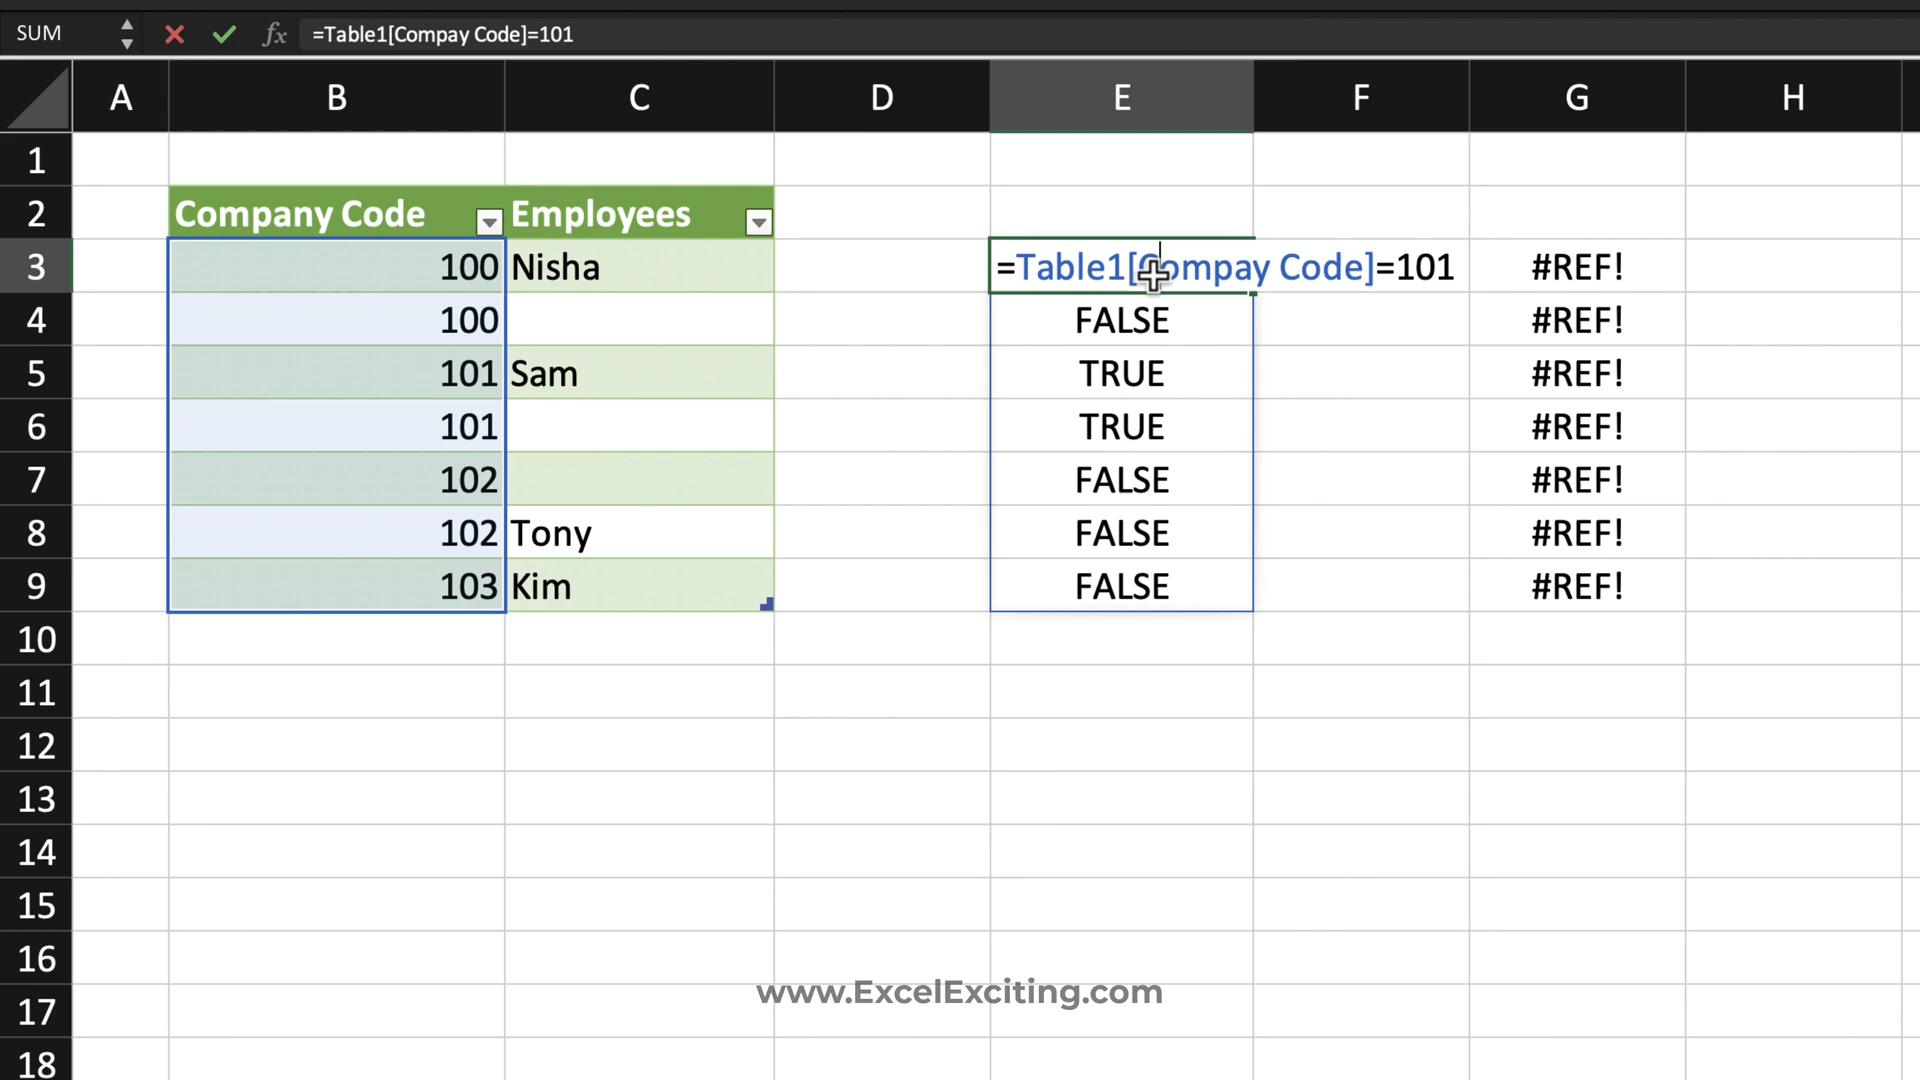 SUM fx =Table1[Compay Code]=101
A B C D E F G H
1
2 Company Code Employees
3 100 Nisha =Table1[Compay Code]=101 #REF!
4 100 FALSE #REF!
5 101 Sam TRUE #REF!
6 101 TRUE #REF!
7 102 FALSE #REF!
8 102 Tony FALSE #REF!
9 103 Kim FALSE #REF!
10
11
12
13
14
15
16
www.ExcelExciting.com
17
18